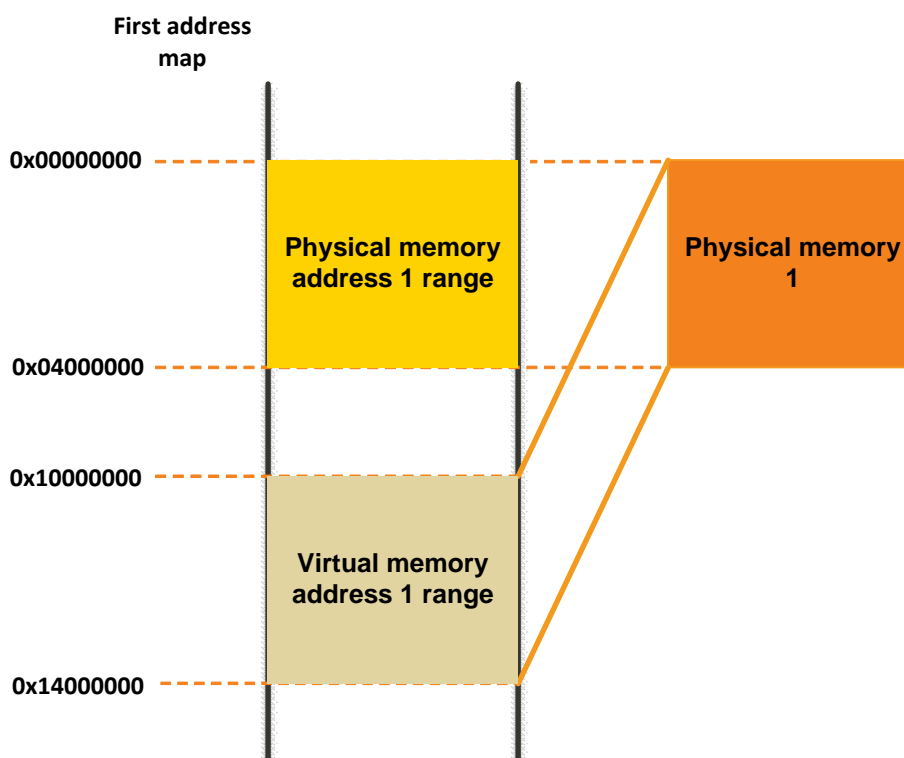 First address
map
0x00000000
Physical memory
address 1 range
Physical memory
1
0x04000000
0x10000000
Virtual memory
address 1 range
0x14000000